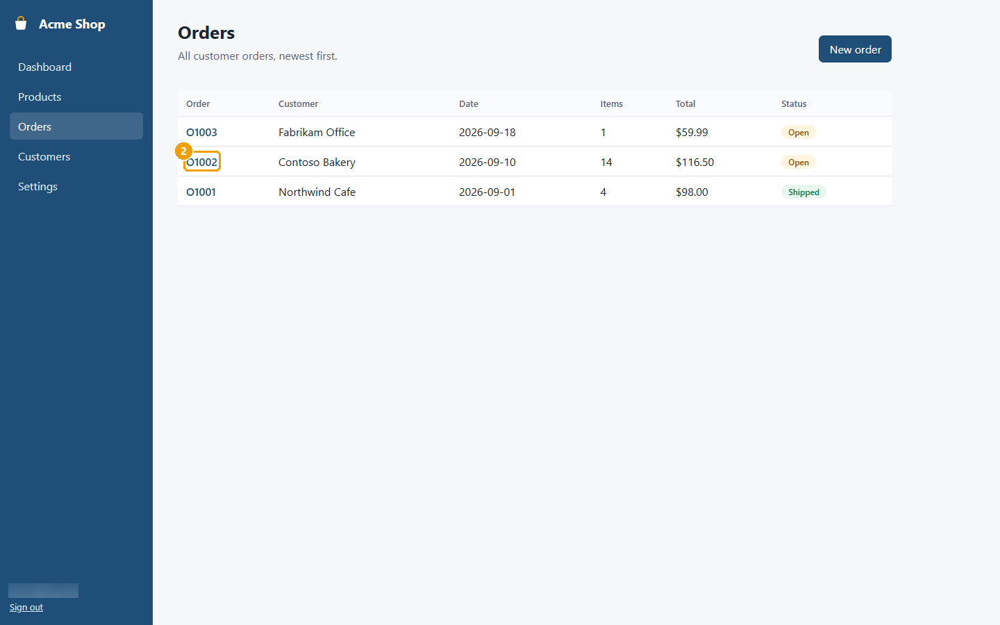 Acme Shop
Dashboard
Products
Orders
Customers
Settings
Sign out
Orders
All customer orders, newest first.
New order
Order Customer Date Items Total Status
O1003 Fabrikam Office 2026-09-18 1 $59.99 Open
2
O1002 Contoso Bakery 2026-09-10 14 $116.50 Open
O1001 Northwind Cafe 2026-09-01 4 $98.00 Shipped